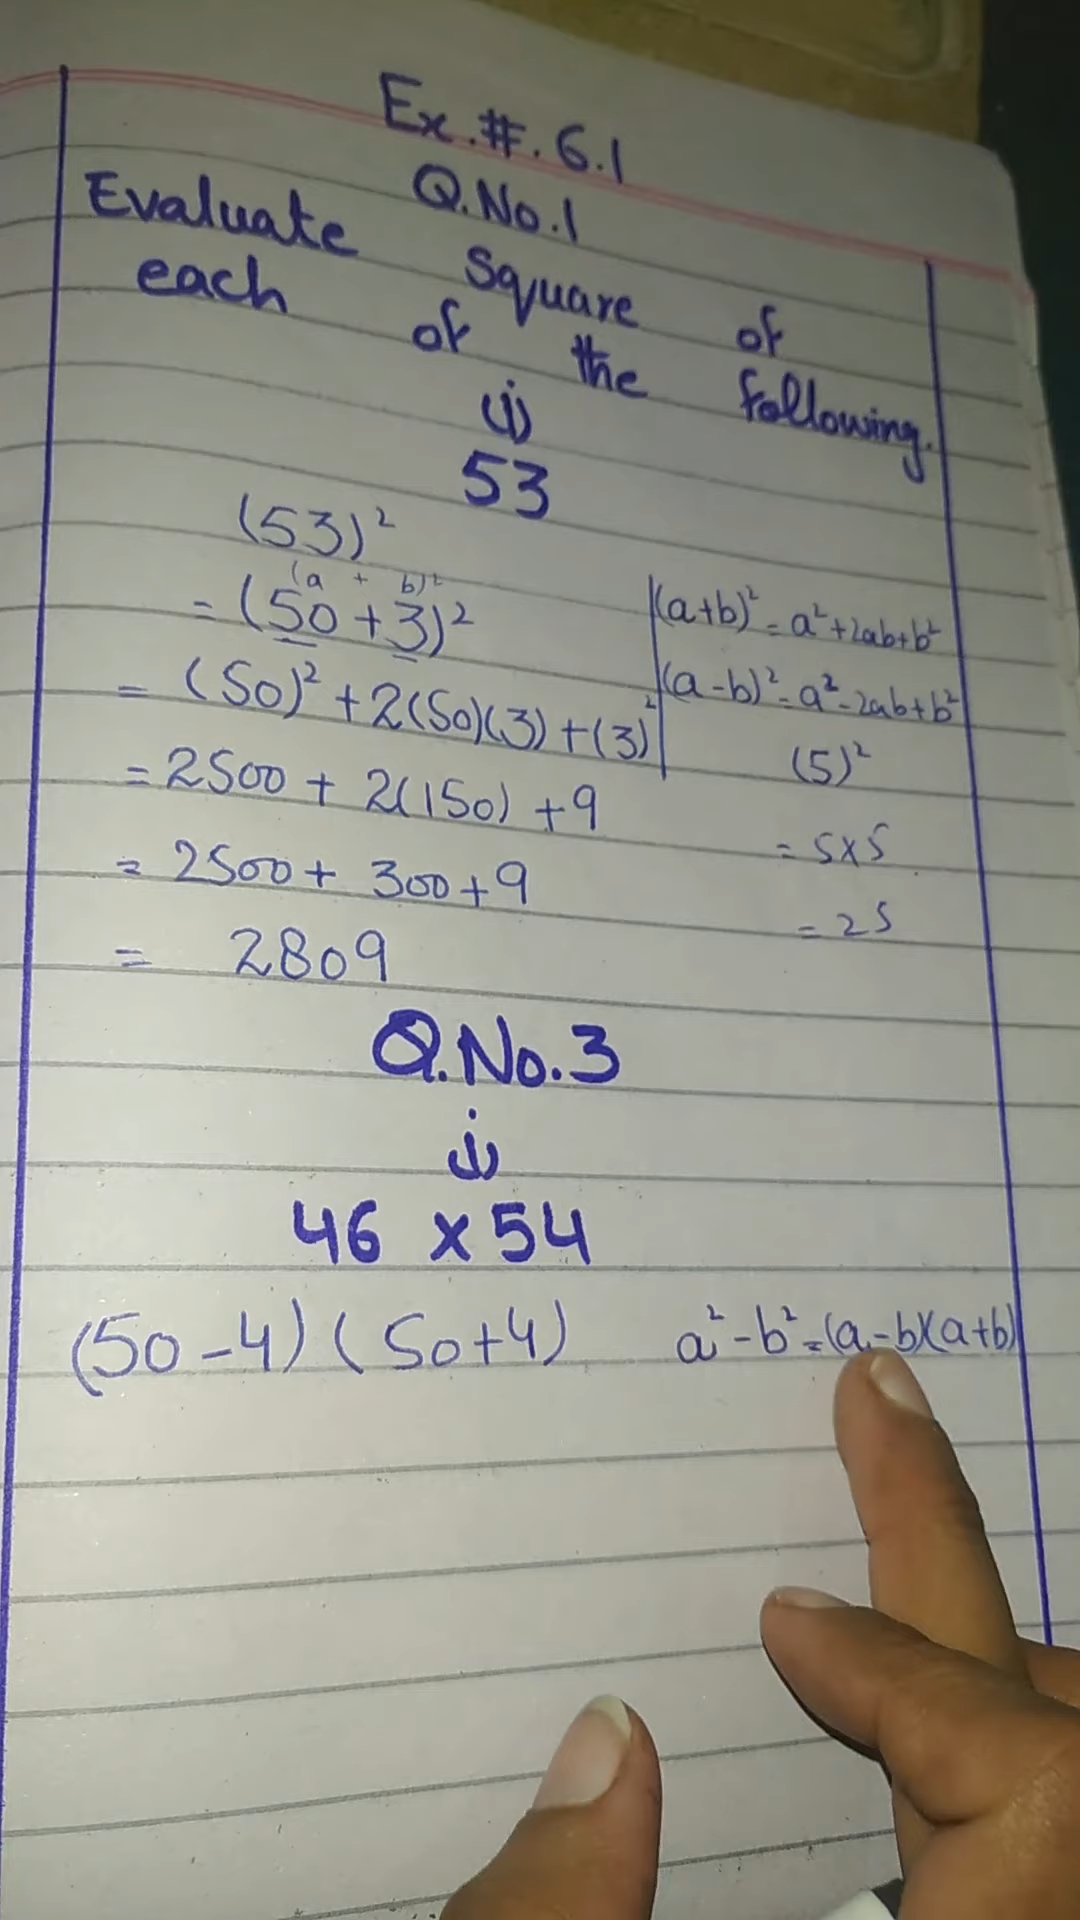 Ex.#.6.1
Q.No.1
Evaluate square of
each of the following.
(i)
53
(53)²
(a + b)²
= (50+3)²
(a+b)² = a²+2ab+b²
= (50)² + 2(50)(3) + (3)²
(a-b)² = a²-2ab+b²
= 2500 + 2(150) + 9
(5)²
= 2500 + 300 + 9
= 5x5
= 2809
= 25
Q.No.3
46 x 54
(50-4)(50+4) a²-b²=(a-b)(a+b)